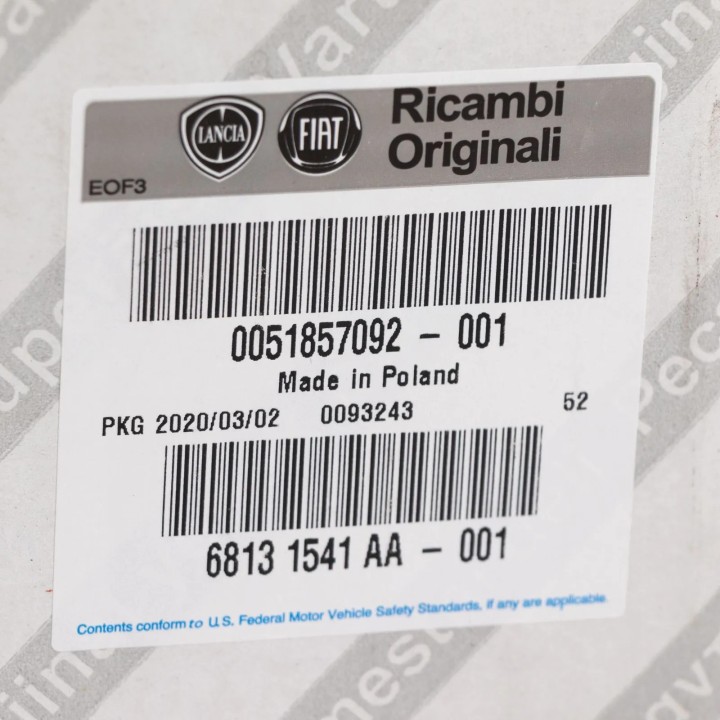 LANCIA FIAT Ricambi
Originali
EOF3
0051857092 - 001
Made in Poland
PKG 2020/03/02 0093243 52
6813 1541 AA - 001
Contents conform to U.S. Federal Motor Vehicle Safety Standards, if any are applicable.